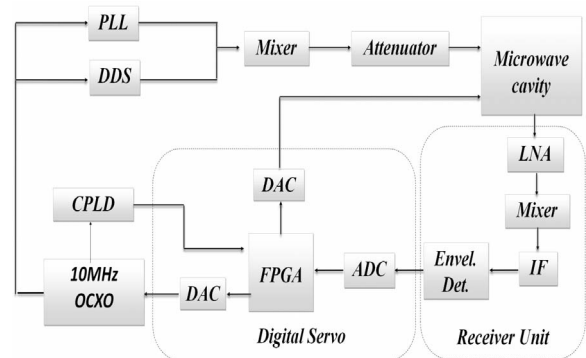 PLL
DDS
Mixer
Attenuator
Microwave
cavity
LNA
Mixer
IF
Envel.
Det.
ADC
DAC
FPGA
DAC
CPLD
10MHz
OCXO
Digital Servo
Receiver Unit